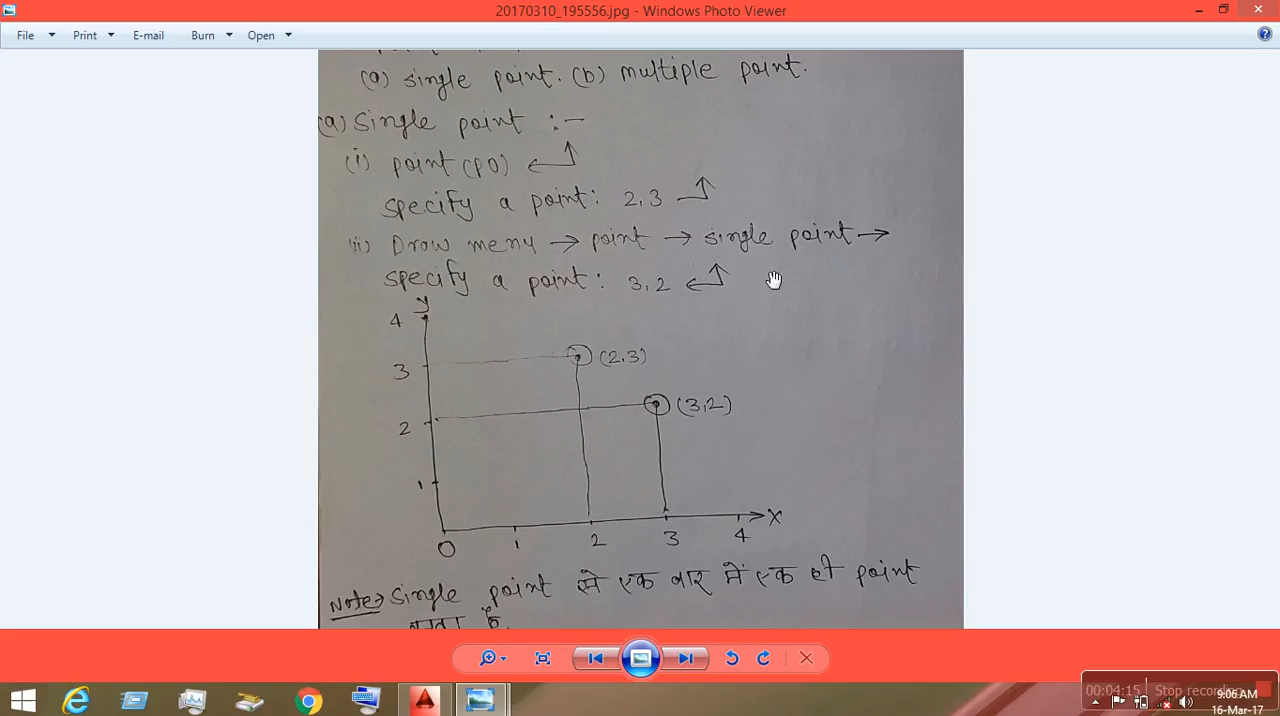 20170310_195556.jpg - Windows Photo Viewer
File Print E-mail Burn Open
(a) single point. (b) multiple point.
(a) Single point :-
(i) point(PO)
specify a point: 2,3
(ii) Draw menu → point → single point →
specify a point: 3,2
y
4
3 (2,3)
2 (3,2)
1
0 1 2 3 4 X
Note→ Single point से एक बार में एक ही point
है
00:04:15 Stop recording
9:06 AM
16-Mar-17